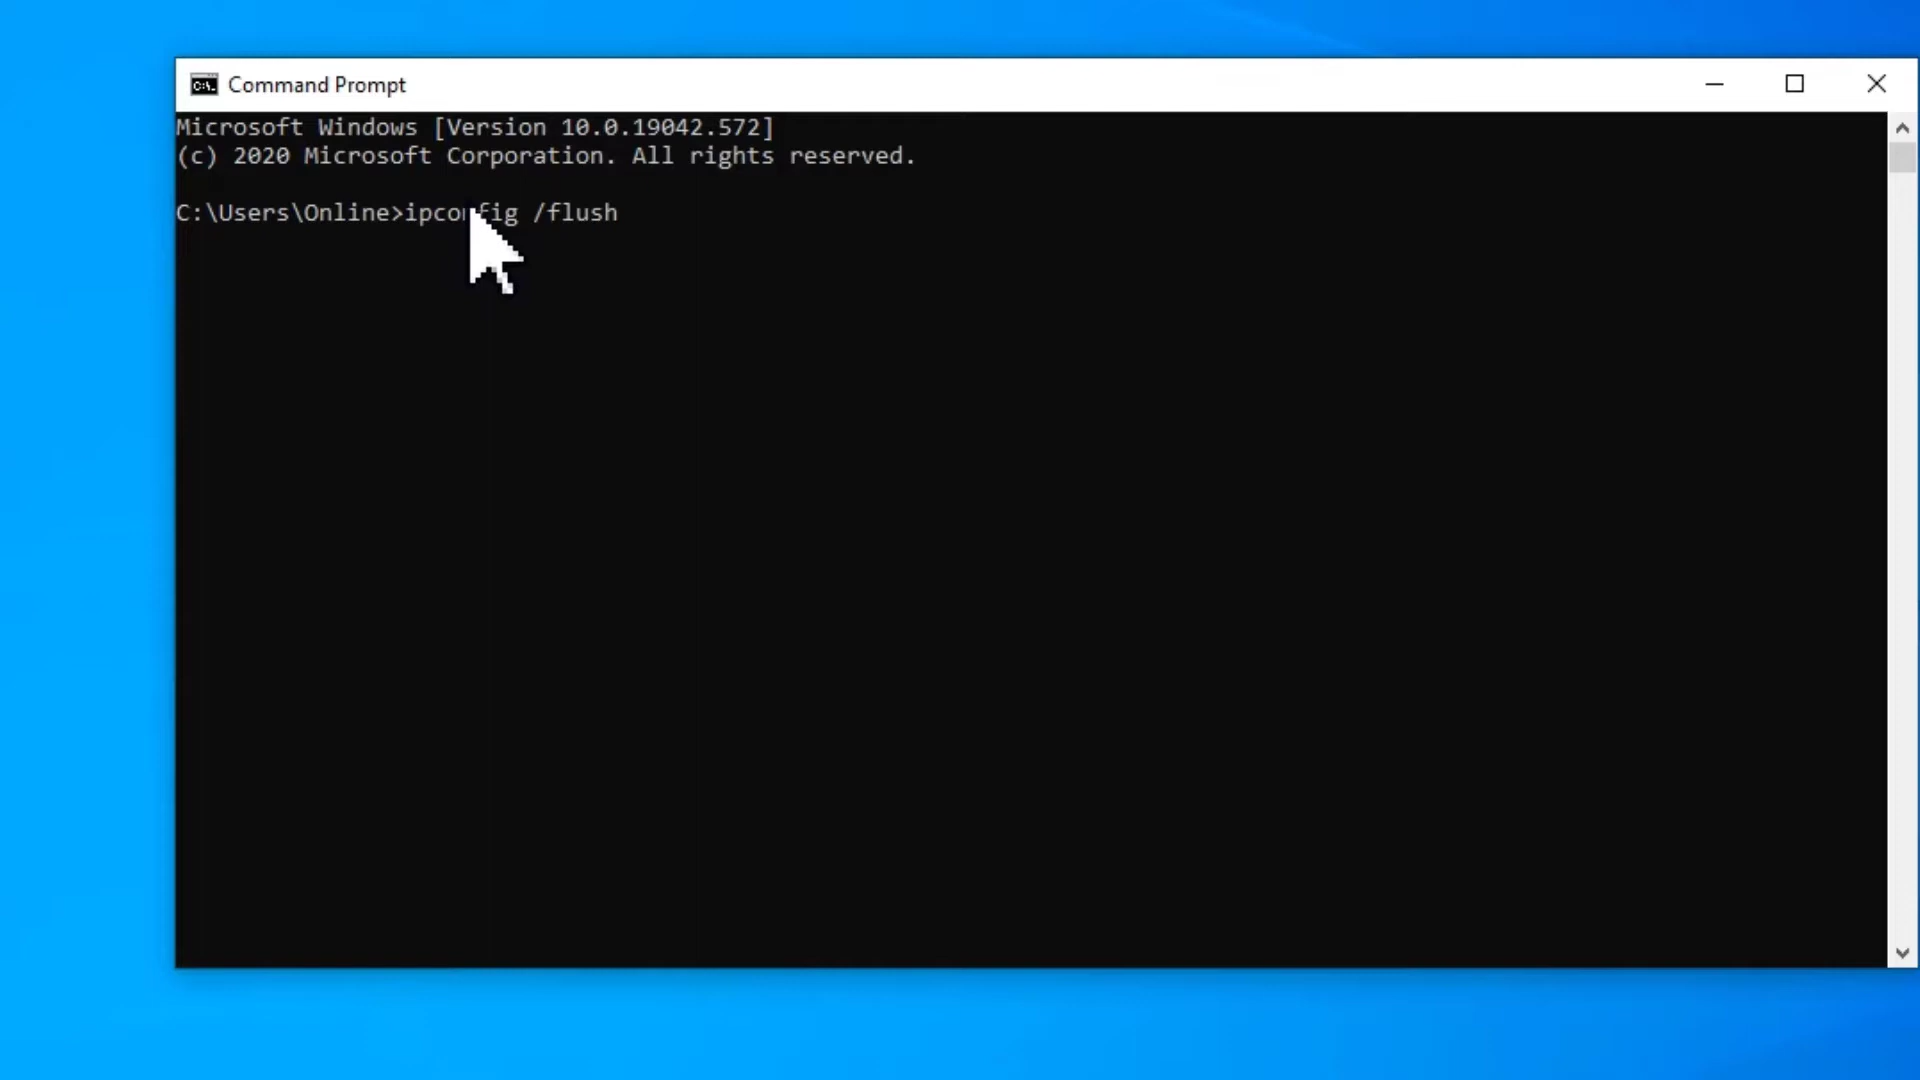 Command Prompt
Microsoft Windows [Version 10.0.19042.572]
(c) 2020 Microsoft Corporation. All rights reserved.
C:\Users\Online>ipconfig /flush